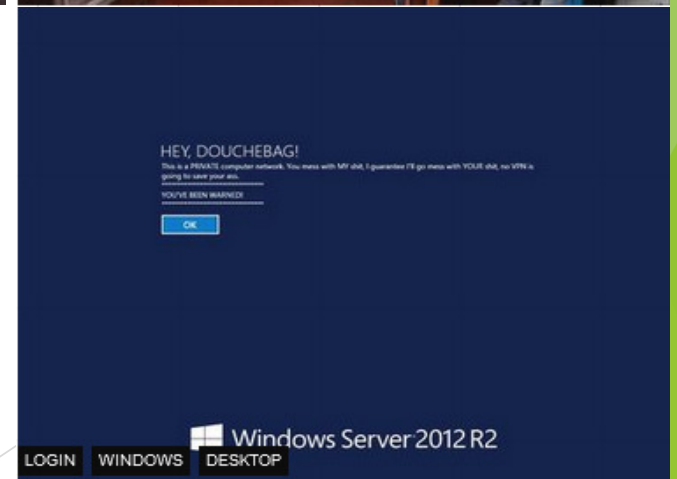 HEY, DOUCHEBAG!
This is a PRIVATE computer network. You mess with MY shit, I guarantee I'll go mess with YOUR shit, no VPN is
going to save your ass.
YOU'VE BEEN WARNED!
OK
Windows Server 2012 R2
LOGIN WINDOWS DESKTOP